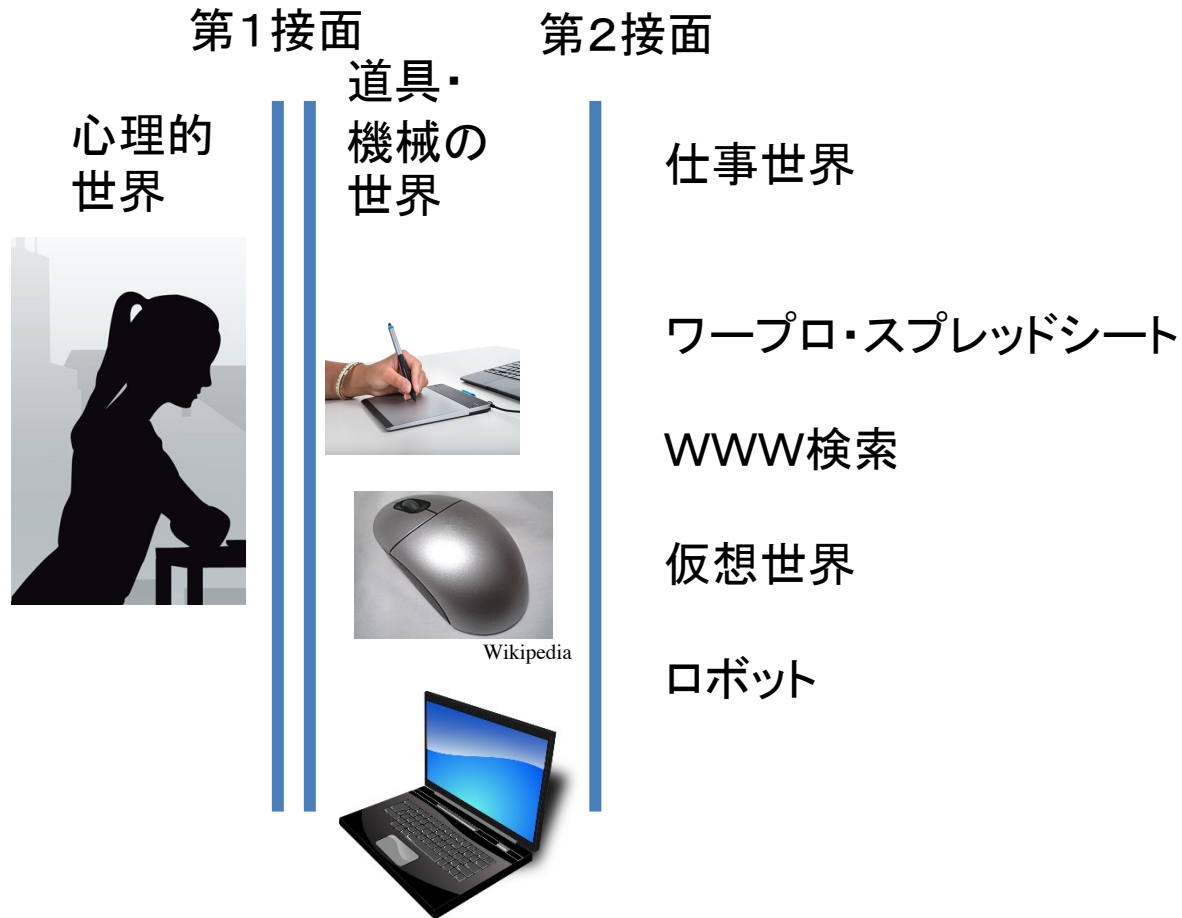 第１接面
第２接面
心理的
世界
道具・
機械の
世界
仕事世界
ワープロ・スプレッドシート
ＷＷＷ検索
仮想世界
ロボット
Wikipedia